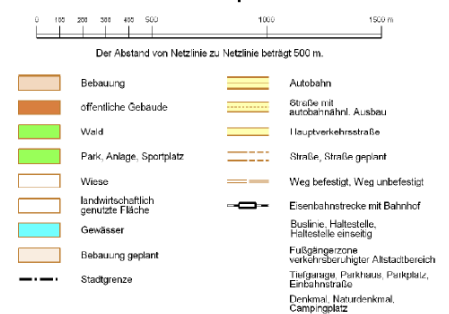 0 100 200 300 400 500 1000 1500 m
Der Abstand von Netzlinie zu Netzlinie beträgt 500 m.
Bebauung
öffentliche Gebäude
Wald
Park, Anlage, Sportplatz
Wiese
landwirtschaftlich
genutzte Fläche
Gewässer
Bebauung geplant
Stadtgrenze
Autobahn
Straße mit
autobahnähnl. Ausbau
Hauptverkehrsstraße
Straße, Straße geplant
Weg befestigt, Weg unbefestigt
Eisenbahnstrecke mit Bahnhof
Buslinie, Haltestelle,
Haltestelle einseitig
Fußgängerzone
verkehrsberuhigter Altstadtbereich
Tiefgarage, Parkhaus, Parkplatz,
Einbahnstraße
Denkmal, Naturdenkmal,
Campingplatz